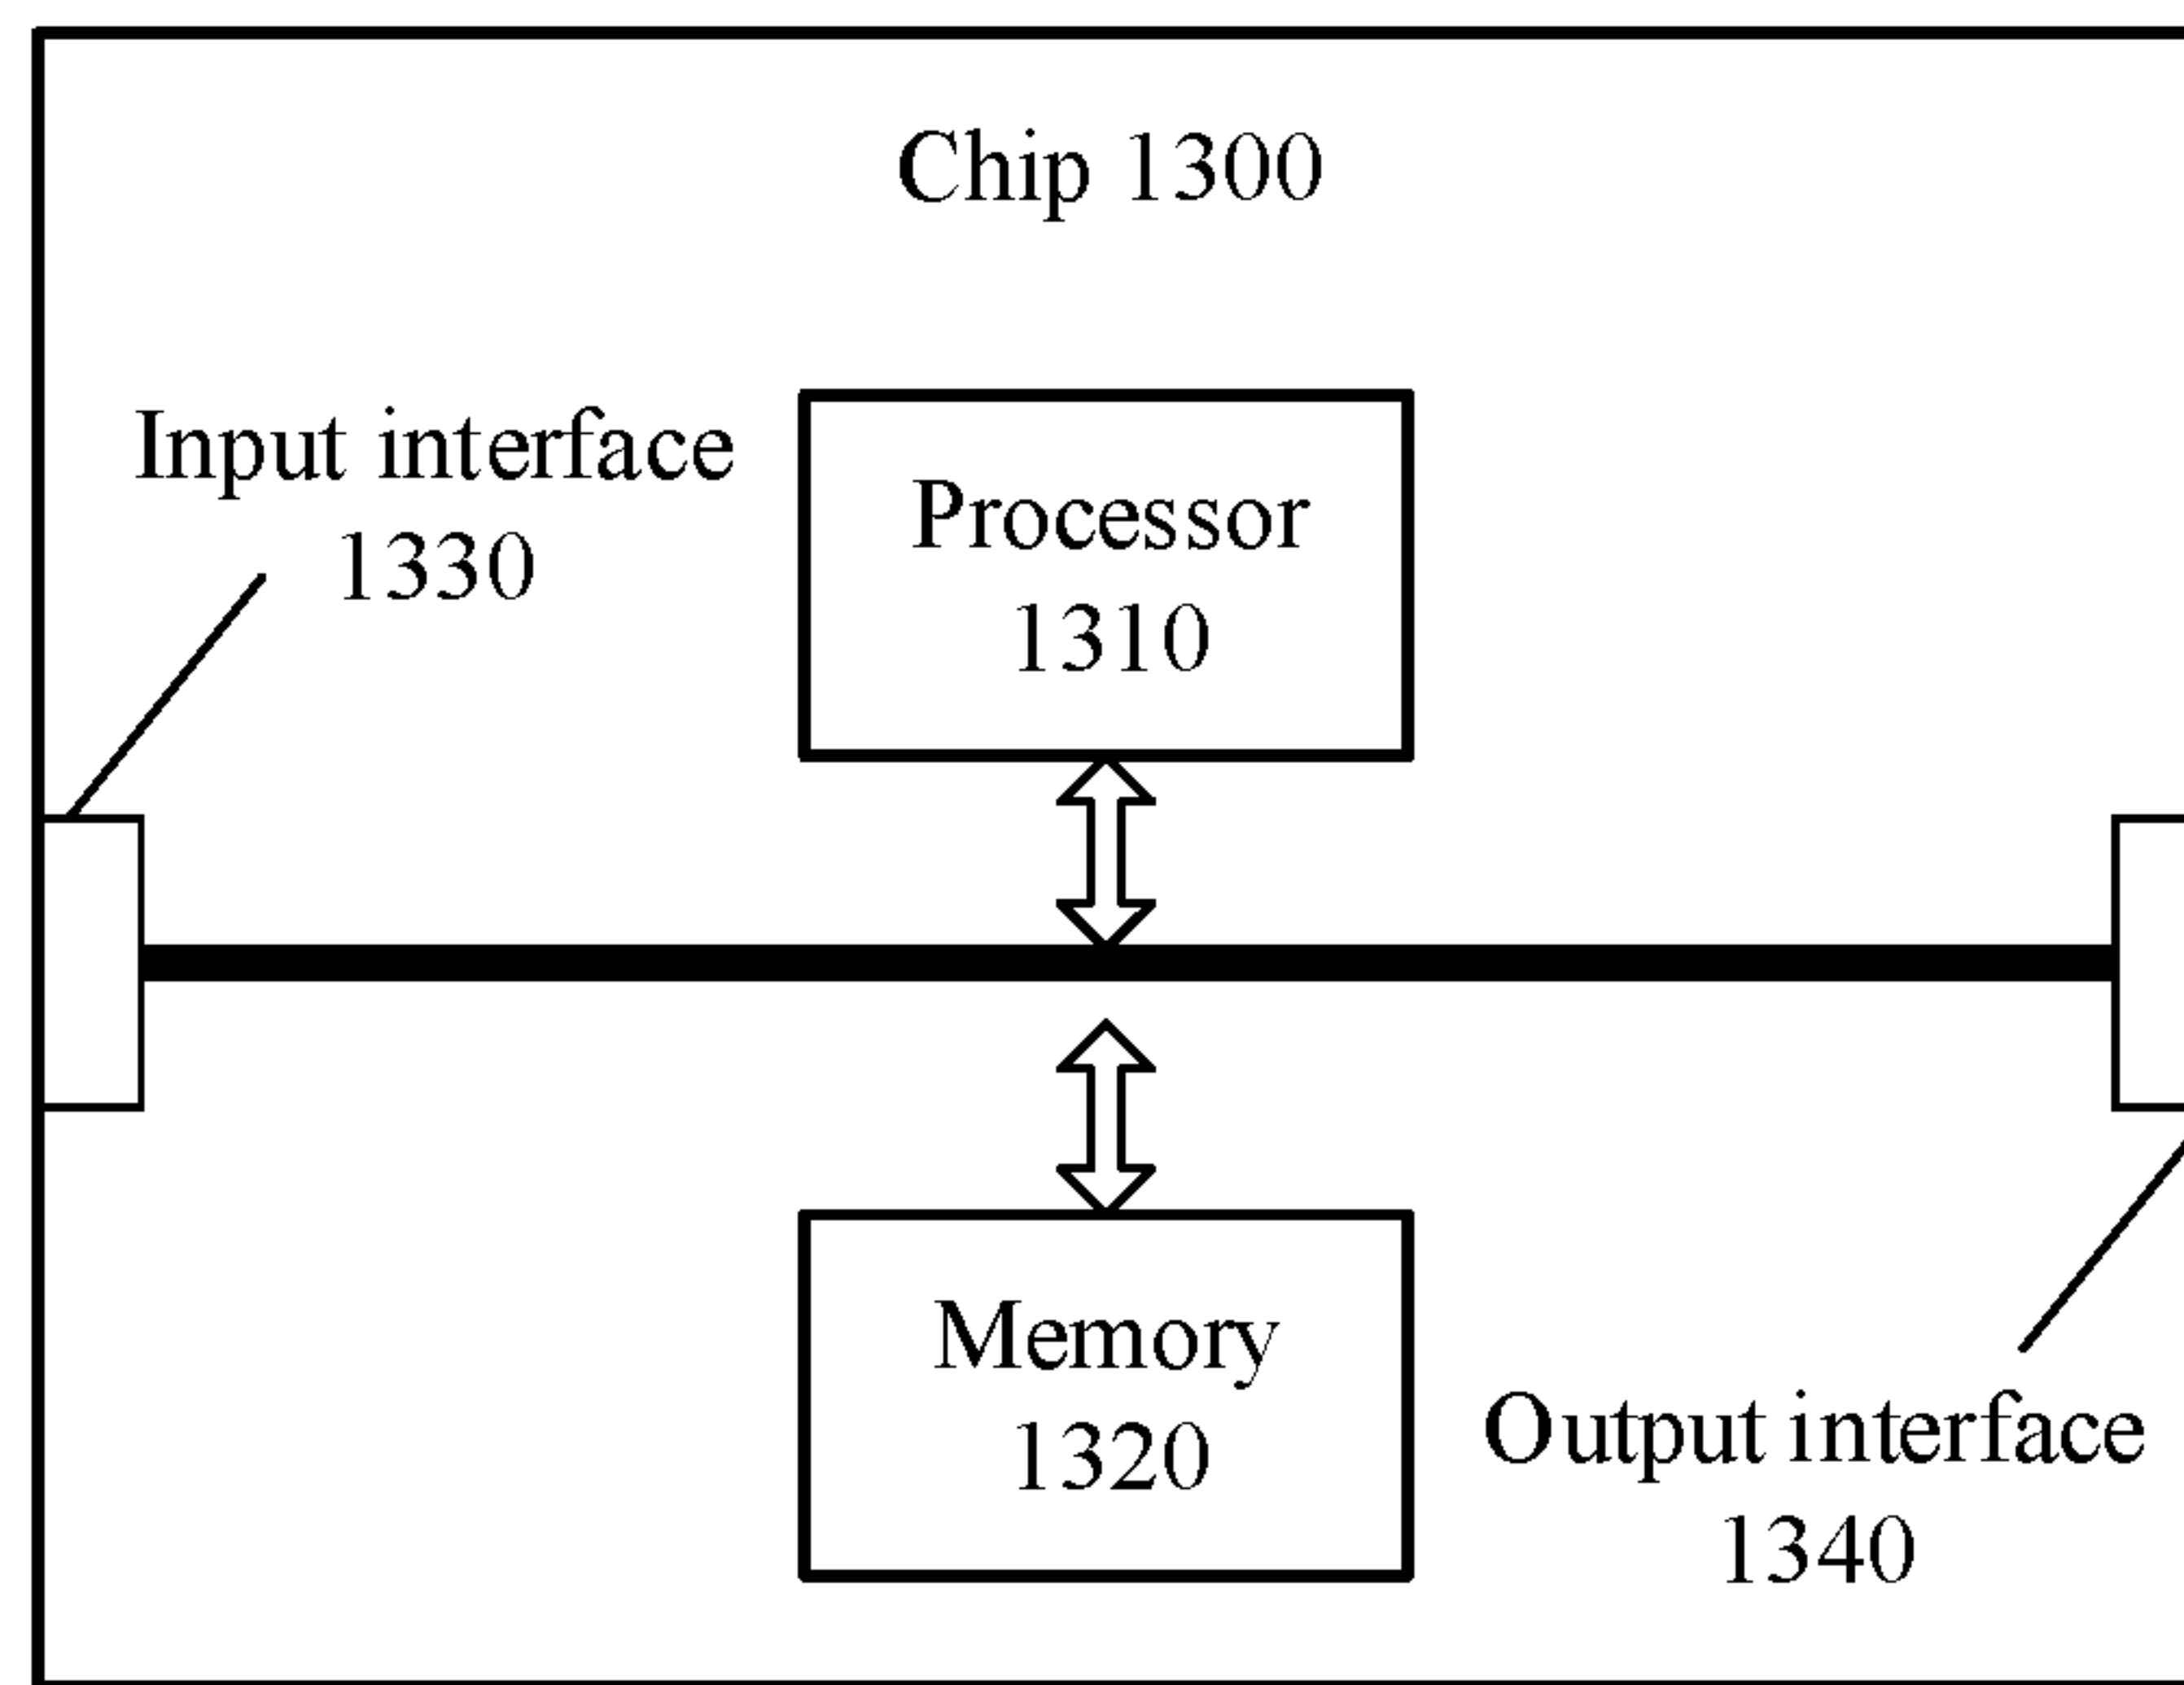 Chip 1300
Input interface
1330
Processor
1310
Memory
1320
Output interface
1340